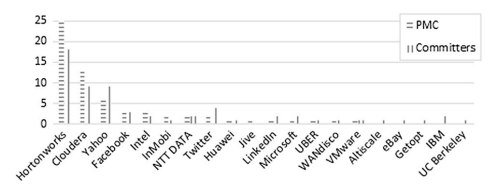 25
20
15
10
5
0
PMC
Committers
Hortonworks
Cloudera
Yahoo
Facebook
Intel
InMobi
NTT DATA
Twitter
Huawei
Jive
LinkedIn
Microsoft
UBER
WANdisco
VMware
Altiscale
eBay
Getopt
IBM
UC Berkeley